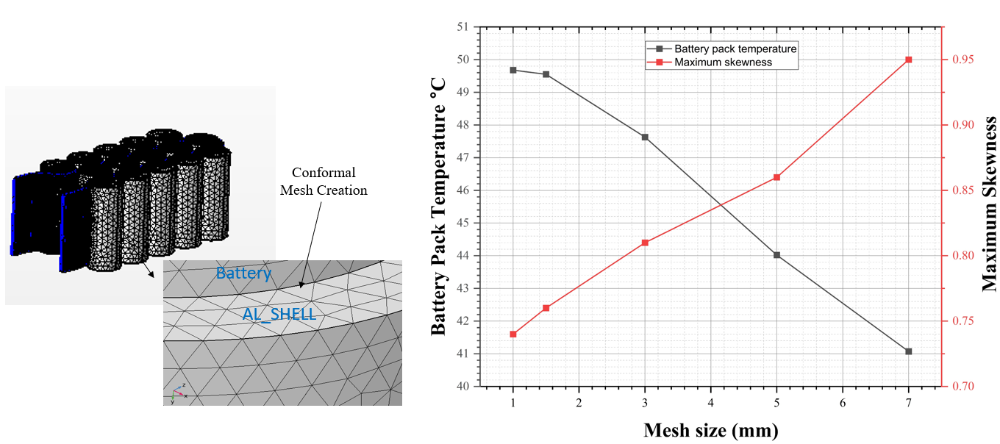 Conformal
Mesh Creation
Battery
AL_SHELL
z
x
y
Battery Pack Temperature °C
51
50
49
48
47
46
45
44
43
42
41
40
Battery pack temperature
Maximum skewness
0.95
0.90
0.85
0.80
0.75
0.70
Maximum Skewness
1 2 3 4 5 6 7
Mesh size (mm)